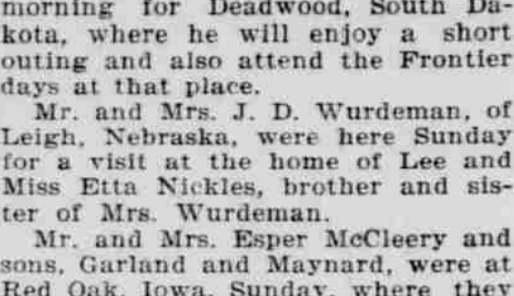 morning for Deadwood, South Da-
kota, where he will enjoy a short
outing and also attend the Frontier
days at that place.
Mr. and Mrs. J. D. Wurdeman, of
Leigh, Nebraska, were here Sunday
for a visit at the home of Lee and
Miss Etta Nickles, brother and sis-
ter of Mrs. Wurdeman.
Mr. and Mrs. Esper McCleery and
sons, Garland and Maynard, were at
Red Oak, Iowa, Sunday, where they